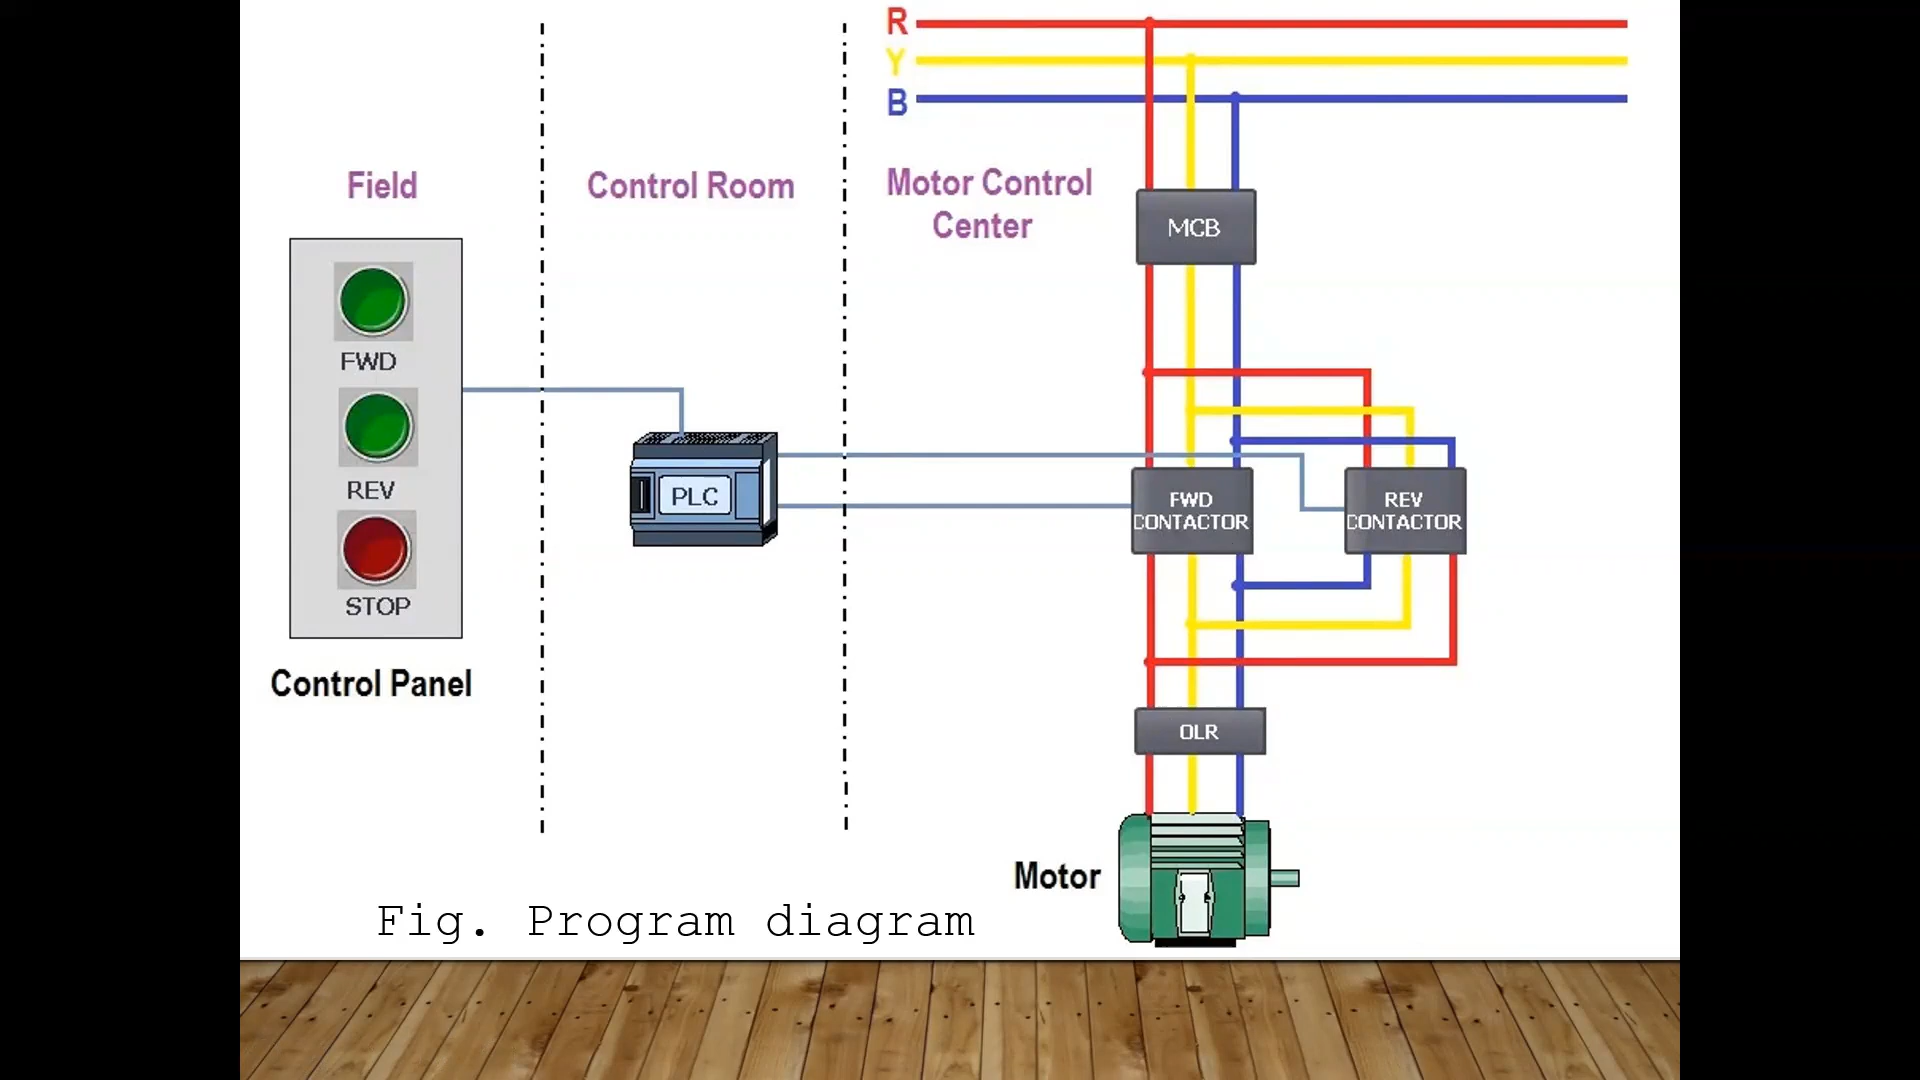 R
Y
B
Field
Control Room
Motor Control
Center
MCB
FWD
REV
STOP
PLC
FWD
CONTACTOR
REV
CONTACTOR
Control Panel
OLR
Motor
Fig. Program diagram